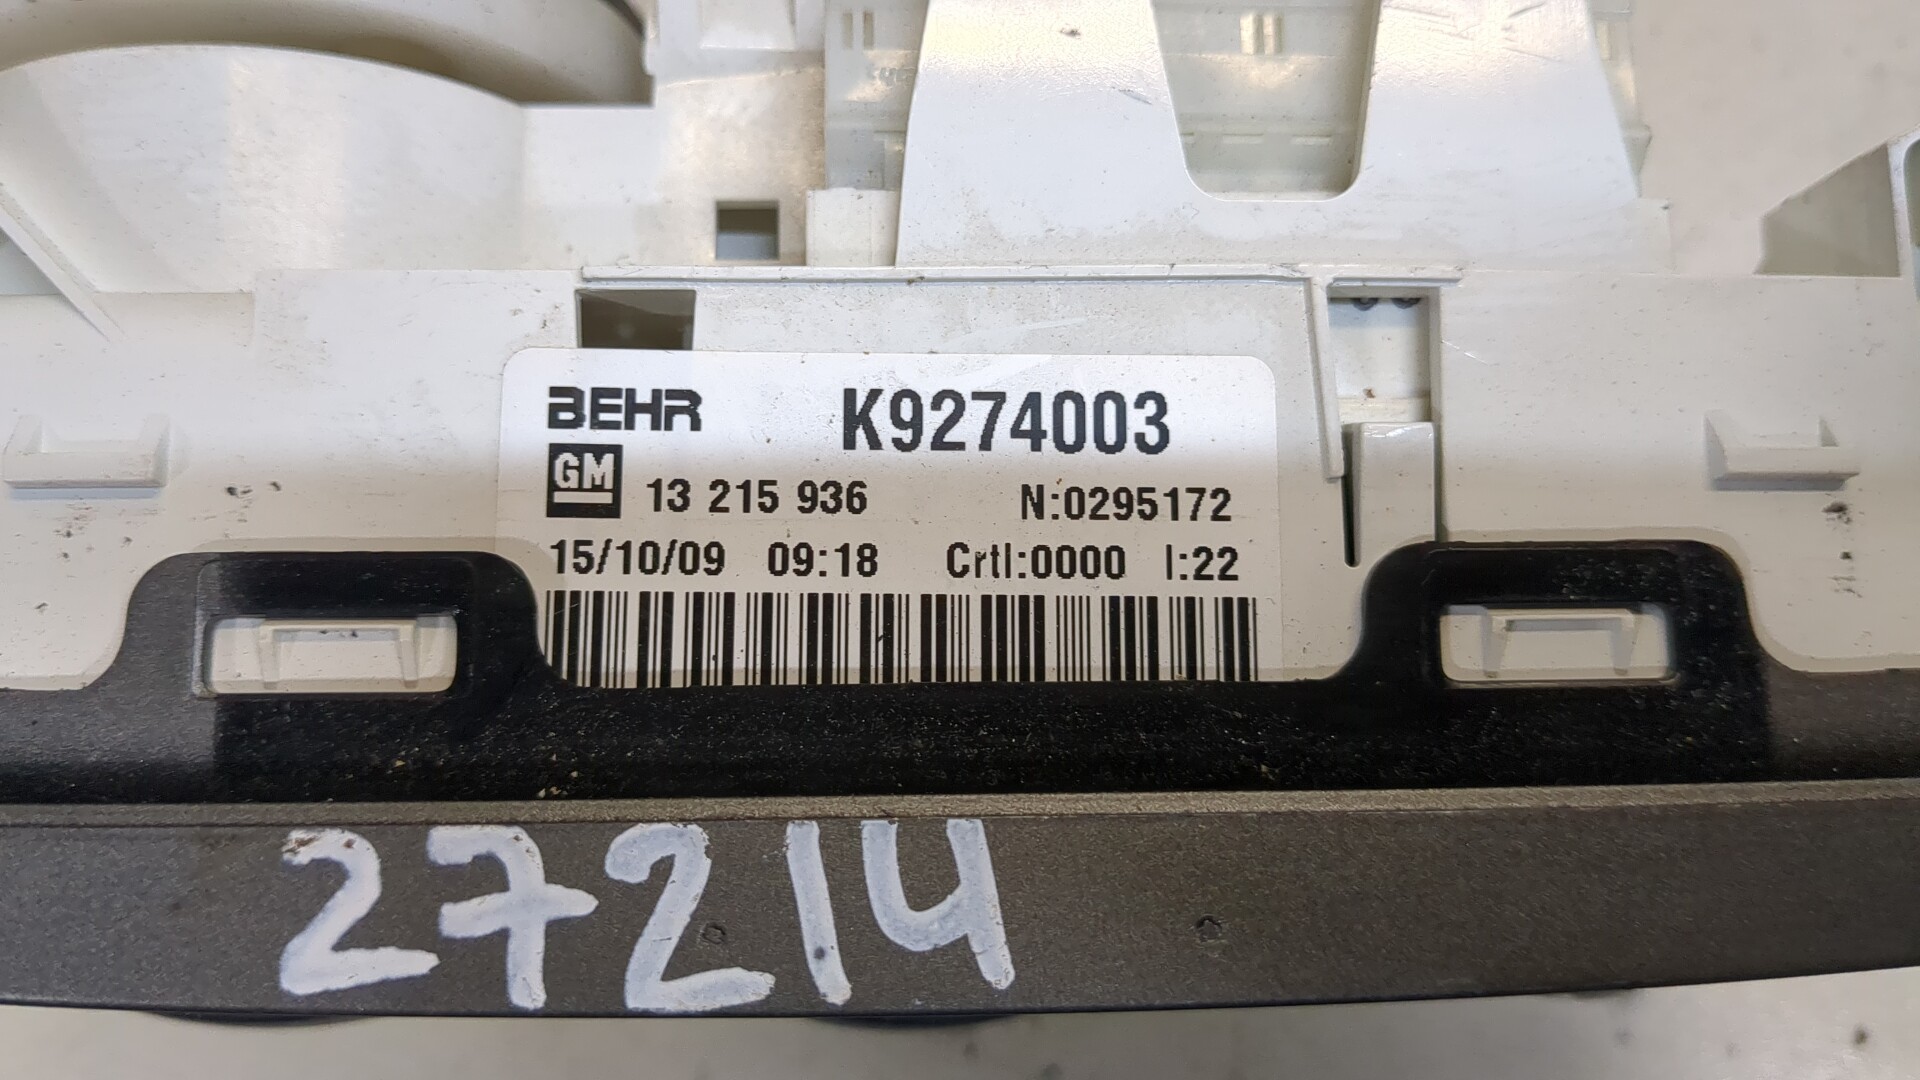 BEHR K9274003
GM 13 215 936 N:0295172
15/10/09 09:18 Crtl:0000 I:22
27214